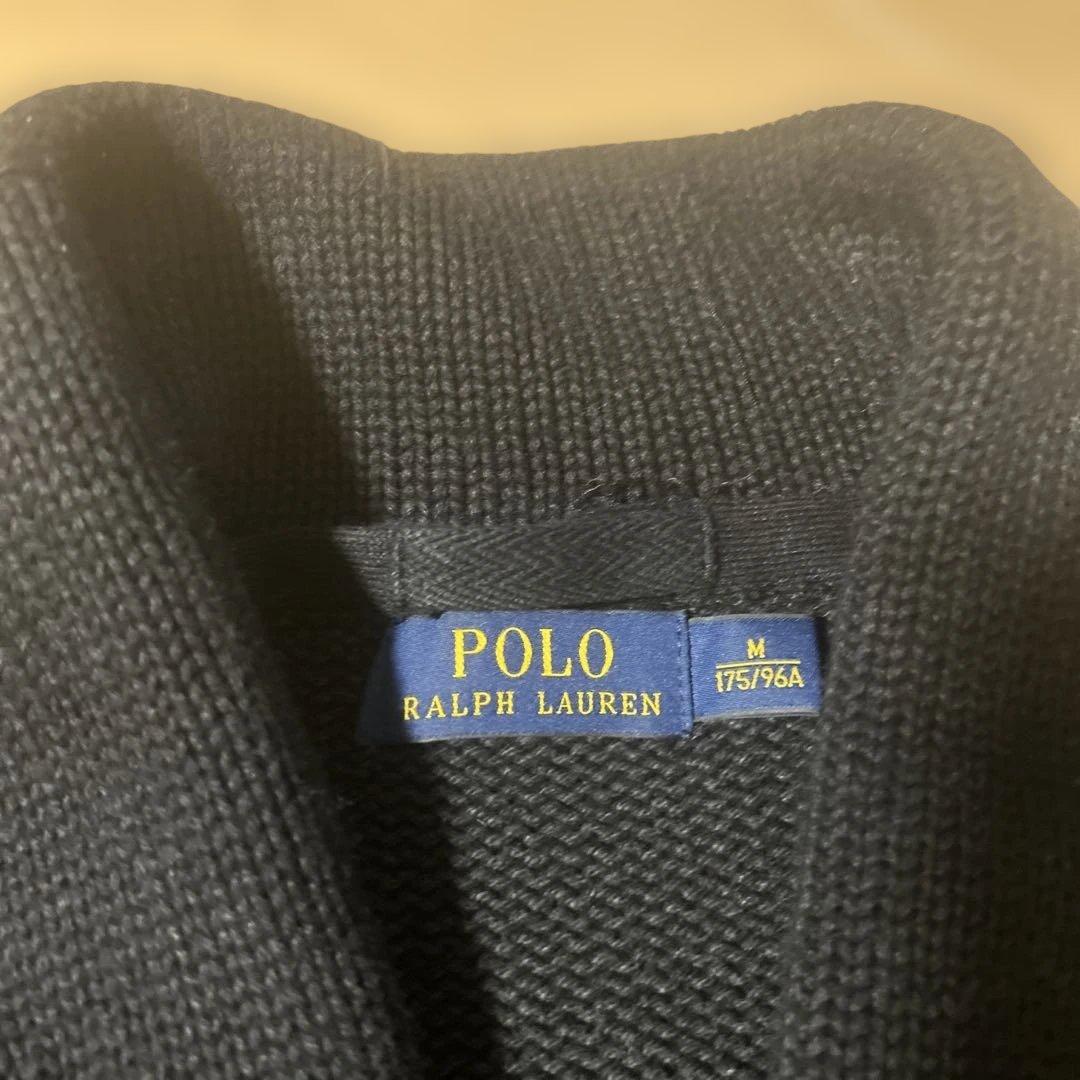 POLO
RALPH LAUREN
M
175/96A